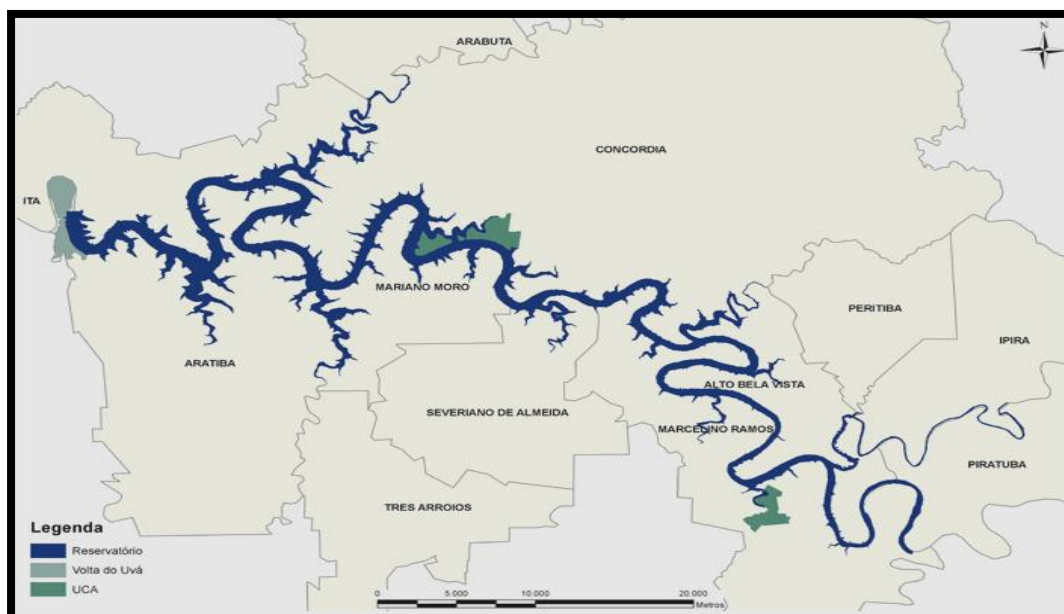 N
ARABUTA
CONCORDIA
ITA
MARIANO MORO
PERITIBA
IPIRA
ARATIBA
ALTO BELA VISTA
SEVERIANO DE ALMEIDA
MARCELINO RAMOS
PIRATUBA
TRES ARROIOS
Legenda
Reservatório
Volta do Uvá
UCA
0 5.000 10.000 20.000
Metros